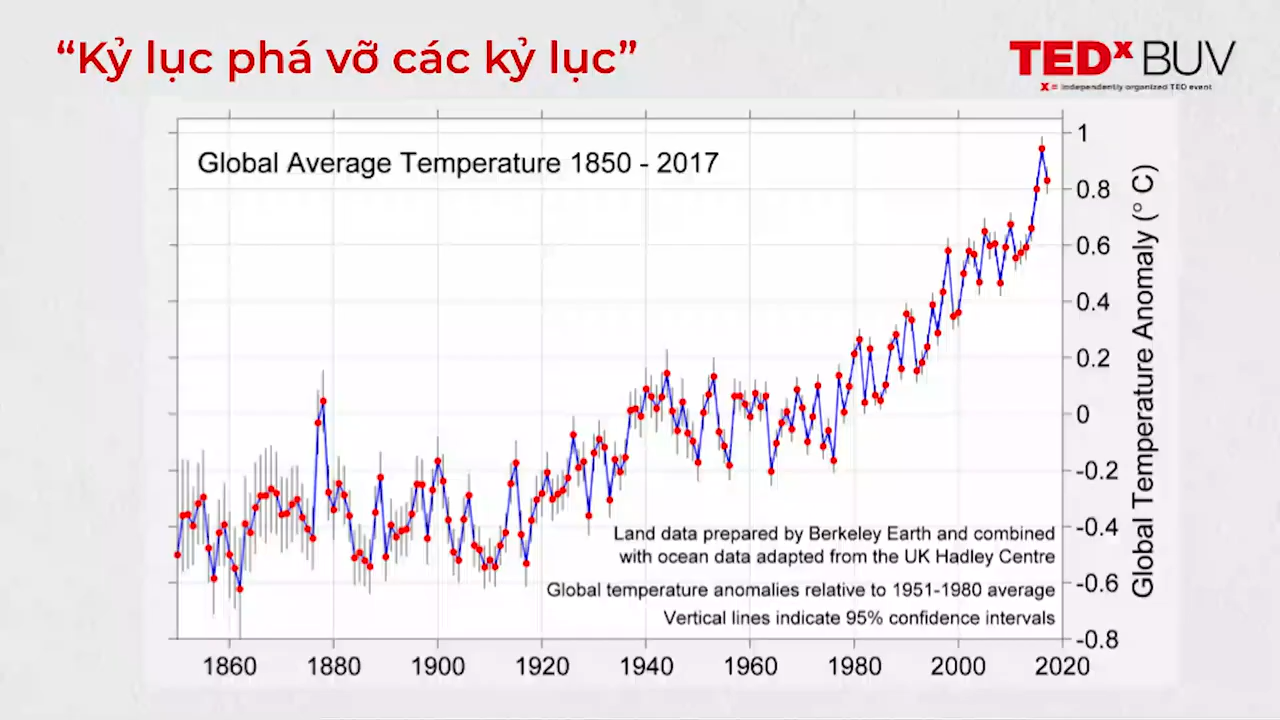 “Kỷ lục phá vỡ các kỷ lục”
TEDx BUV
x = independently organized TED event
Global Average Temperature 1850 - 2017
1
0.8
0.6
0.4
0.2
0
-0.2
-0.4
-0.6
-0.8
Global Temperature Anomaly (° C)
Land data prepared by Berkeley Earth and combined
with ocean data adapted from the UK Hadley Centre
Global temperature anomalies relative to 1951-1980 average
Vertical lines indicate 95% confidence intervals
1860 1880 1900 1920 1940 1960 1980 2000 2020